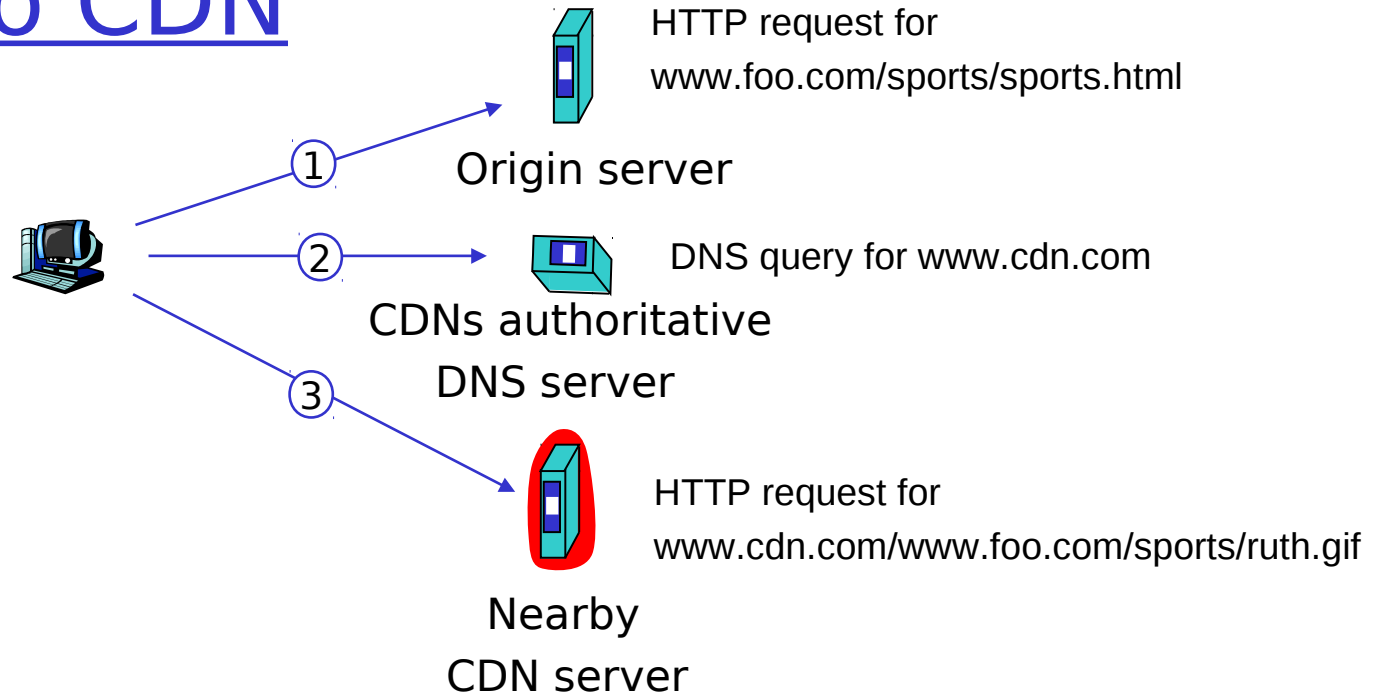 CDN
HTTP request for
www.foo.com/sports/sports.html
1
Origin server
2
DNS query for www.cdn.com
CDNs authoritative
DNS server
3
HTTP request for
www.cdn.com/www.foo.com/sports/ruth.gif
Nearby
CDN server